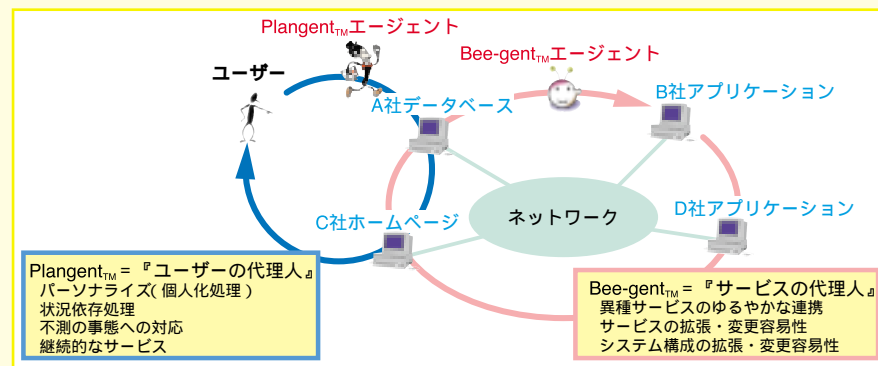 Plangent™エージェント
Bee-gent™エージェント
ユーザー
A社データベース
B社アプリケーション
C社ホームページ
ネットワーク
D社アプリケーション
Plangent™ = 『ユーザーの代理人』
パーソナライズ( 個人化処理 )
状況依存処理
不測の事態への対応
継続的なサービス
Bee-gent™ = 『サービスの代理人』
異種サービスのゆるやかな連携
サービスの拡張・変更容易性
システム構成の拡張・変更容易性